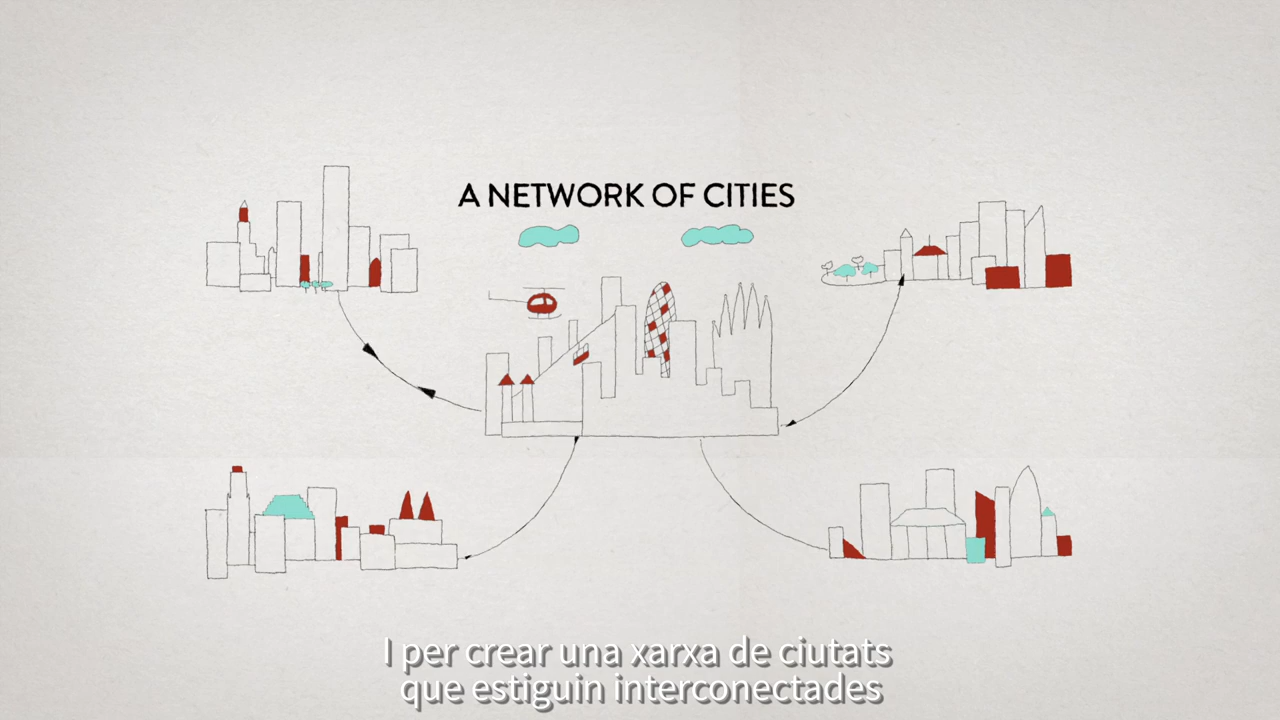 A NETWORK OF CITIES
I per crear una xarxa de ciutats
que estiguin interconectades